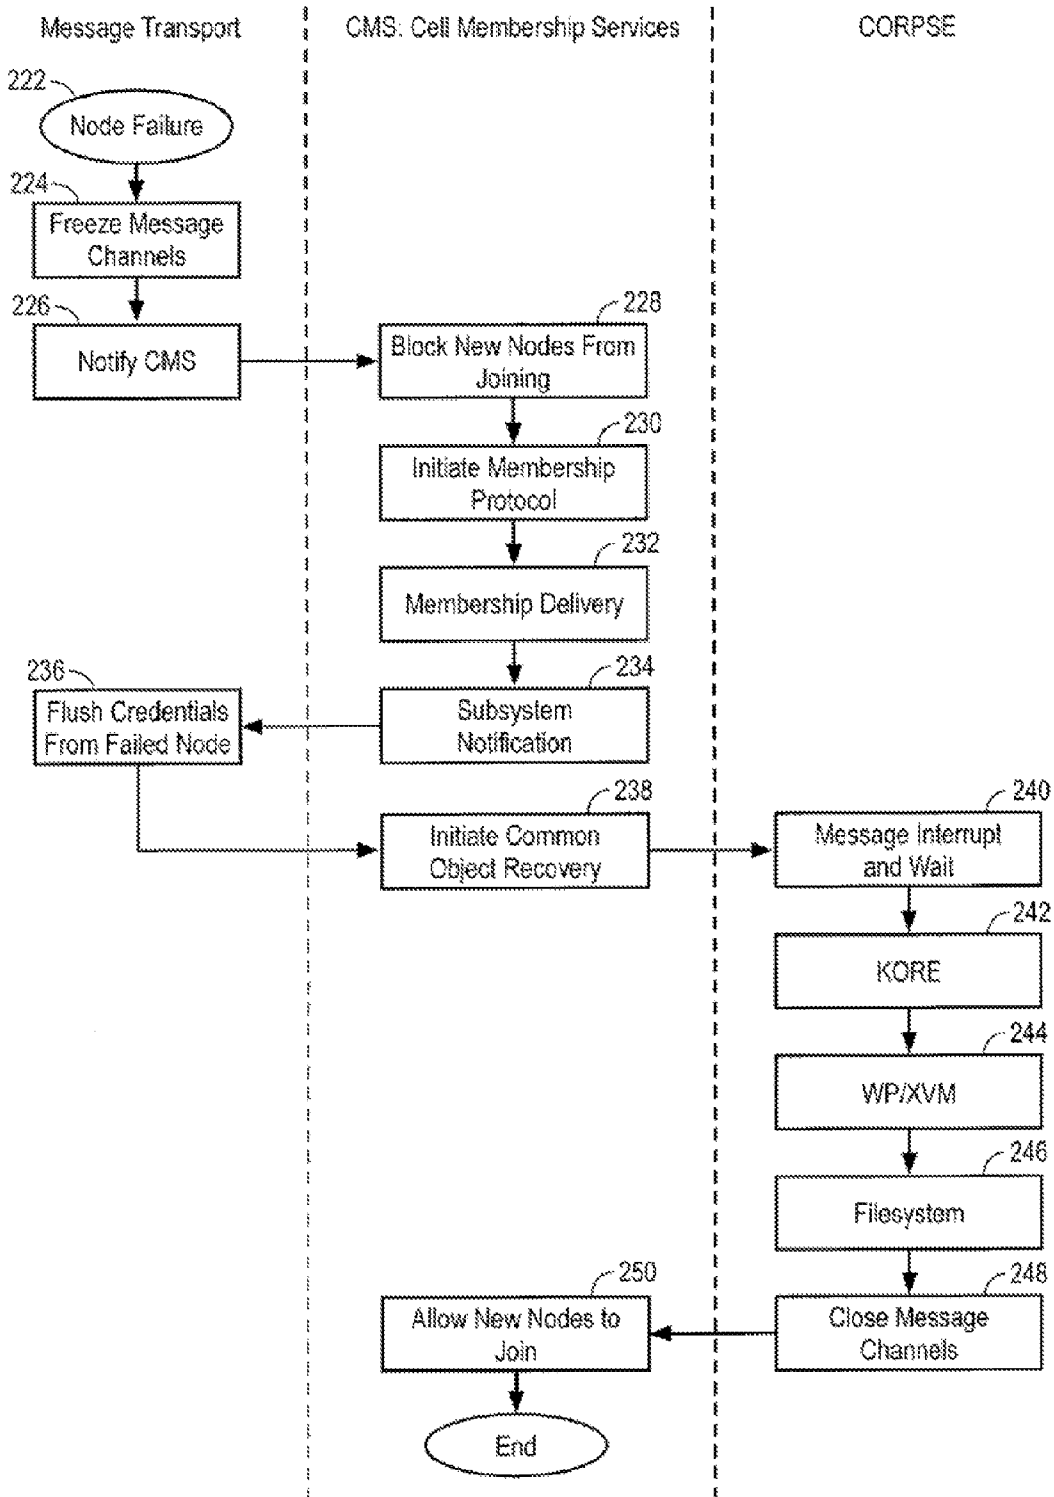 Message Transport
CMS: Cell Membership Services
CORPSE
222
Node Failure
224
Freeze Message
Channels
226
Notify CMS
228
Block New Nodes From
Joining
230
Initiate Membership
Protocol
232
Membership Delivery
234
Subsystem
Notification
236
Flush Credentials
From Failed Node
238
Initiate Common
Object Recovery
240
Message Interrupt
and Wait
242
KORE
244
WP/XVM
246
Filesystem
248
Close Message
Channels
250
Allow New Nodes to
Join
End